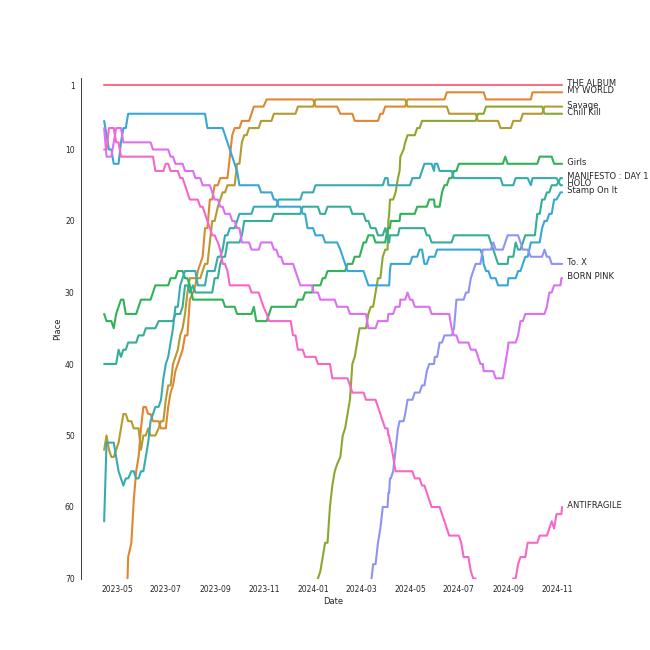 THE ALBUM
1
MY WORLD
Savage
Chill Kill
10
Girls
MANIFESTO : DAY 1
Stamp On It
20
To. X
BORN PINK
30
Place
40
50
ANTIFRAGILE
60
70
2023-05 2023-07 2023-09 2023-11 2024-01 2024-03 2024-05 2024-07 2024-09 2024-11
Date